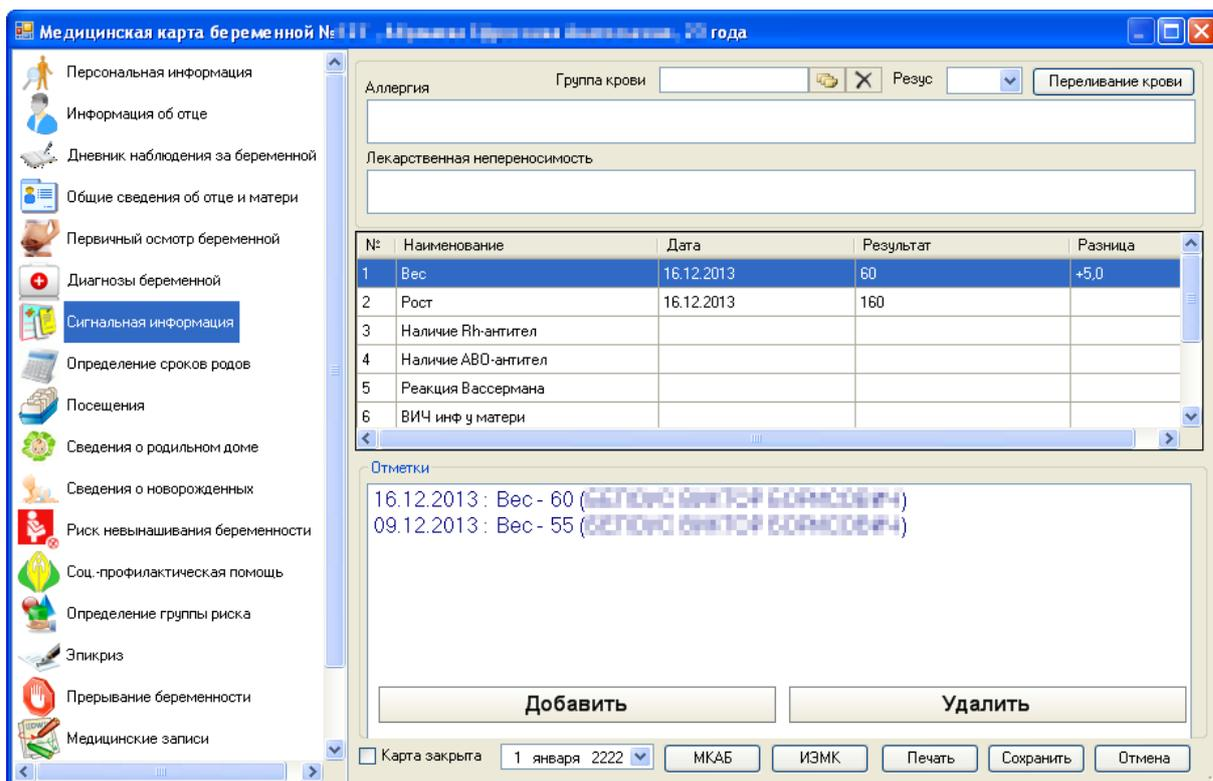 Медицинская карта беременной № года
Персональная информация
Информация об отце
Дневник наблюдения за беременной
Общие сведения об отце и матери
Первичный осмотр беременной
Диагнозы беременной
Сигнальная информация
Определение сроков родов
Посещения
Сведения о родильном доме
Сведения о новорожденных
Риск невынашивания беременности
Соц.-профилактическая помощь
Определение группы риска
Эпикриз
Прерывание беременности
Медицинские записи
Аллергия Группа крови Резус Переливание крови
Лекарственная непереносимость
№ Наименование Дата Результат Разница
1 Вес 16.12.2013 60 +5,0
2 Рост 16.12.2013 160
3 Наличие Rh-антител
4 Наличие АВО-антител
5 Реакция Вассермана
6 ВИЧ инф у матери
Отметки
16.12.2013 : Вес - 60 ( )
09.12.2013 : Вес - 55 ( )
Добавить Удалить
Карта закрыта 1 января 2222 МКАБ ИЗМК Печать Сохранить Отмена